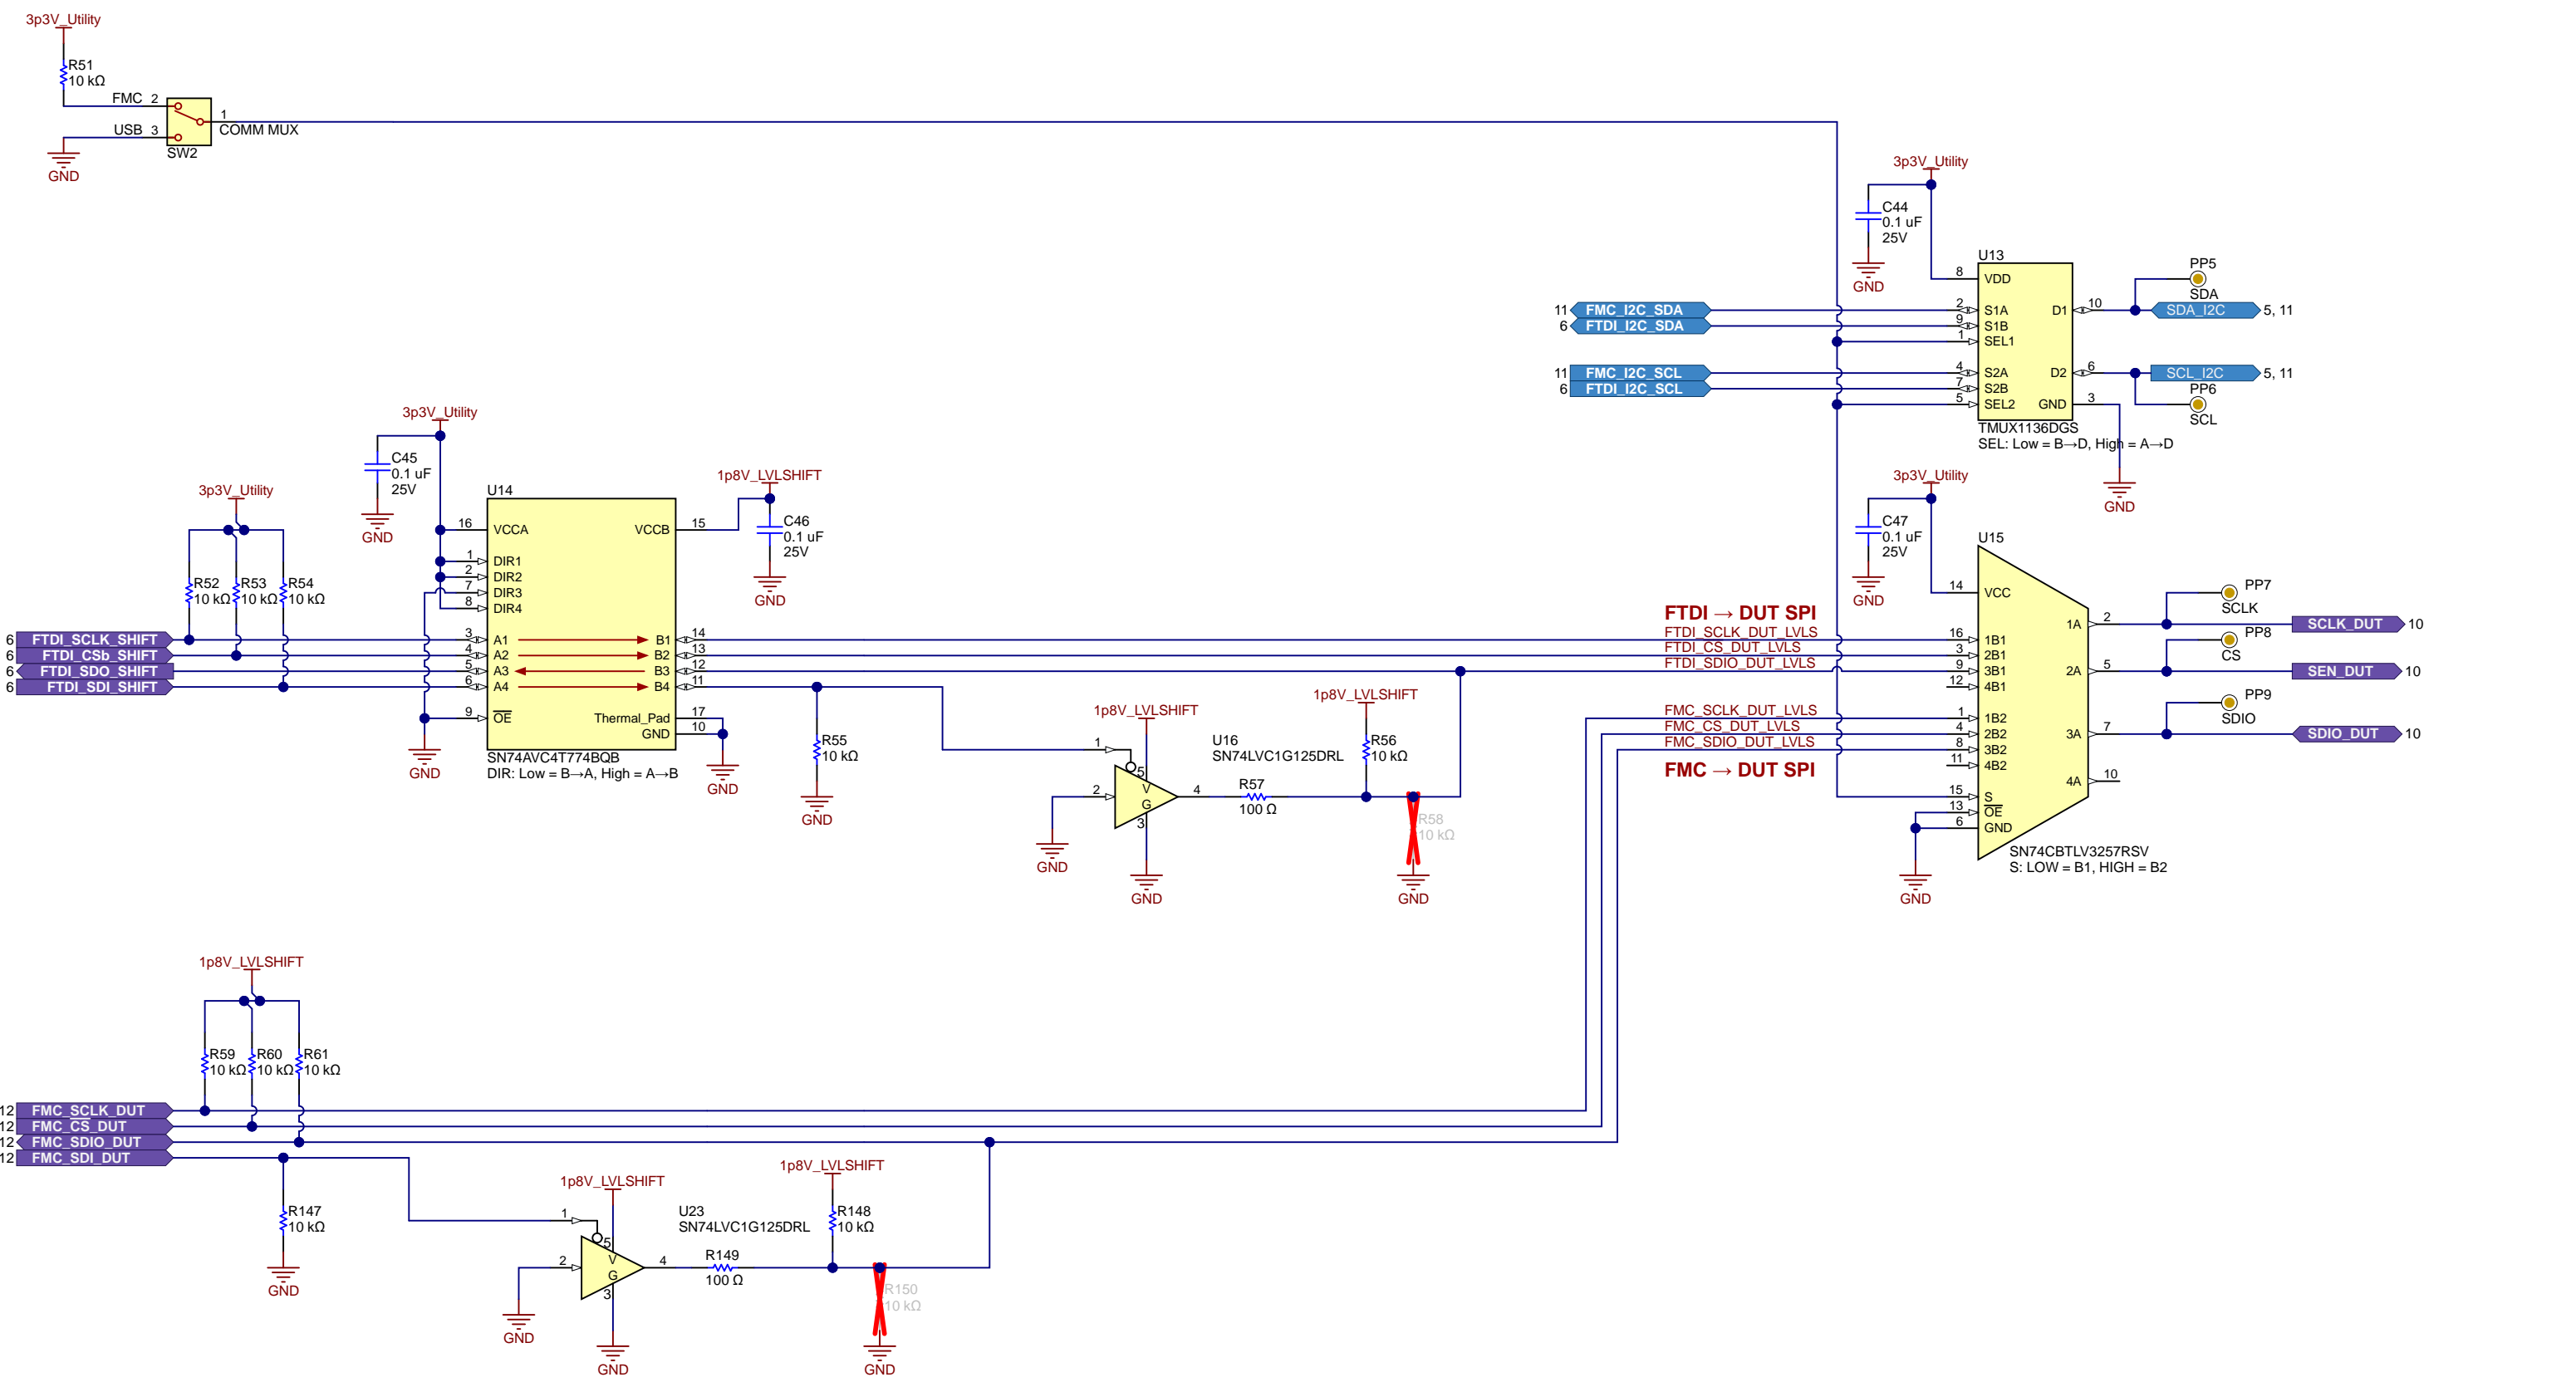 3p3V_Utility
R51
10 kΩ
FMC 2
USB 3
1
COMM MUX
SW2
GND
3p3V_Utility
C44
0.1 uF
25V
GND
U13
8 VDD
11 FMC_I2C_SDA 2 S1A
6 FTDI_I2C_SDA 9 S1B
1 SEL1
11 FMC_I2C_SCL 4 S2A
6 FTDI_I2C_SCL 7 S2B
5 SEL2
D1 10
D2 6
GND 3
PP5
SDA
SDA_I2C 5, 11
SCL_I2C 5, 11
PP6
SCL
TMUX1136DGS
SEL: Low = B→D, High = A→D
GND
3p3V_Utility
C45
0.1 uF
25V
GND
1p8V_LVLSHIFT
C46
0.1 uF
25V
GND
3p3V_Utility
R52
10 kΩ
R53
10 kΩ
R54
10 kΩ
U14
16 VCCA
VCCB 15
1 DIR1
2 DIR2
7 DIR3
8 DIR4
6 FTDI_SCLK_SHIFT 3 A1 B1 14
6 FTDI_CSb_SHIFT 4 A2 B2 13
6 FTDI_SDO_SHIFT 5 A3 B3 12
6 FTDI_SDI_SHIFT 6 A4 B4 11
9 OE
Thermal_Pad 17
GND 10
SN74AVC4T774BQB
DIR: Low = B→A, High = A→B
GND
GND
R55
10 kΩ
GND
1p8V_LVLSHIFT
U16
SN74LVC1G125DRL
1
2
5
V
G
3
4
GND
GND
R57
100 Ω
1p8V_LVLSHIFT
R56
10 kΩ
R58
10 kΩ
GND
FTDI → DUT SPI
FTDI_SCLK_DUT_LVLS
FTDI_CS_DUT_LVLS
FTDI_SDIO_DUT_LVLS
FMC_SCLK_DUT_LVLS
FMC_CS_DUT_LVLS
FMC_SDIO_DUT_LVLS
FMC → DUT SPI
3p3V_Utility
C47
0.1 uF
25V
GND
U15
14 VCC
16 1B1
3 2B1
9 3B1
12 4B1
1 1B2
4 2B2
8 3B2
11 4B2
15 S
13 OE
6 GND
1A 2
2A 5
3A 7
4A 10
PP7
SCLK
SCLK_DUT 10
PP8
CS
SEN_DUT 10
PP9
SDIO
SDIO_DUT 10
SN74CBTLV3257RSV
S: LOW = B1, HIGH = B2
GND
1p8V_LVLSHIFT
R59
10 kΩ
R60
10 kΩ
R61
10 kΩ
12 FMC_SCLK_DUT
12 FMC_CS_DUT
12 FMC_SDIO_DUT
12 FMC_SDI_DUT
R147
10 kΩ
GND
1p8V_LVLSHIFT
U23
SN74LVC1G125DRL
1
2
5
V
G
3
4
GND
GND
R149
100 Ω
1p8V_LVLSHIFT
R148
10 kΩ
R150
10 kΩ
GND